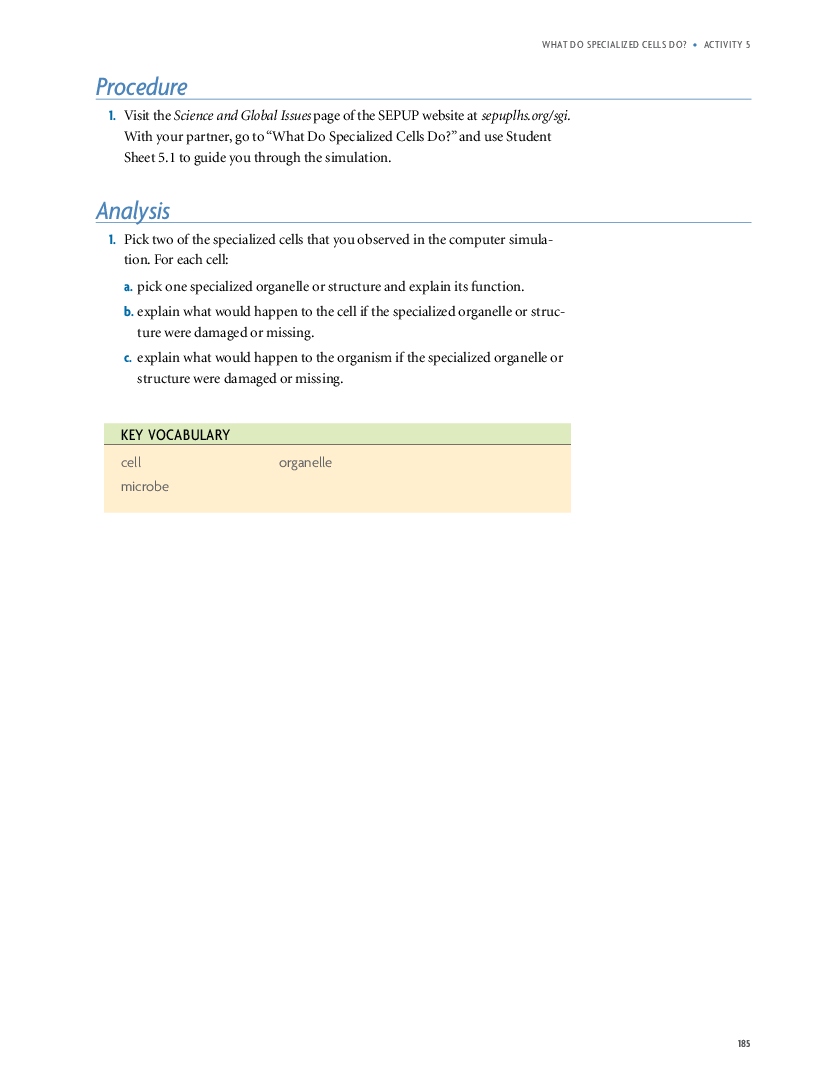 WHAT DO SPECIALIZED CELLS DO? • ACTIVITY 5
Procedure
1. Visit the Science and Global Issues page of the SEPUP website at sepuplhs.org/sgi.
With your partner, go to “What Do Specialized Cells Do?” and use Student
Sheet 5.1 to guide you through the simulation.
Analysis
1. Pick two of the specialized cells that you observed in the computer simula-
tion. For each cell:
a. pick one specialized organelle or structure and explain its function.
b. explain what would happen to the cell if the specialized organelle or struc-
ture were damaged or missing.
c. explain what would happen to the organism if the specialized organelle or
structure were damaged or missing.
KEY VOCABULARY
cell organelle
microbe
185